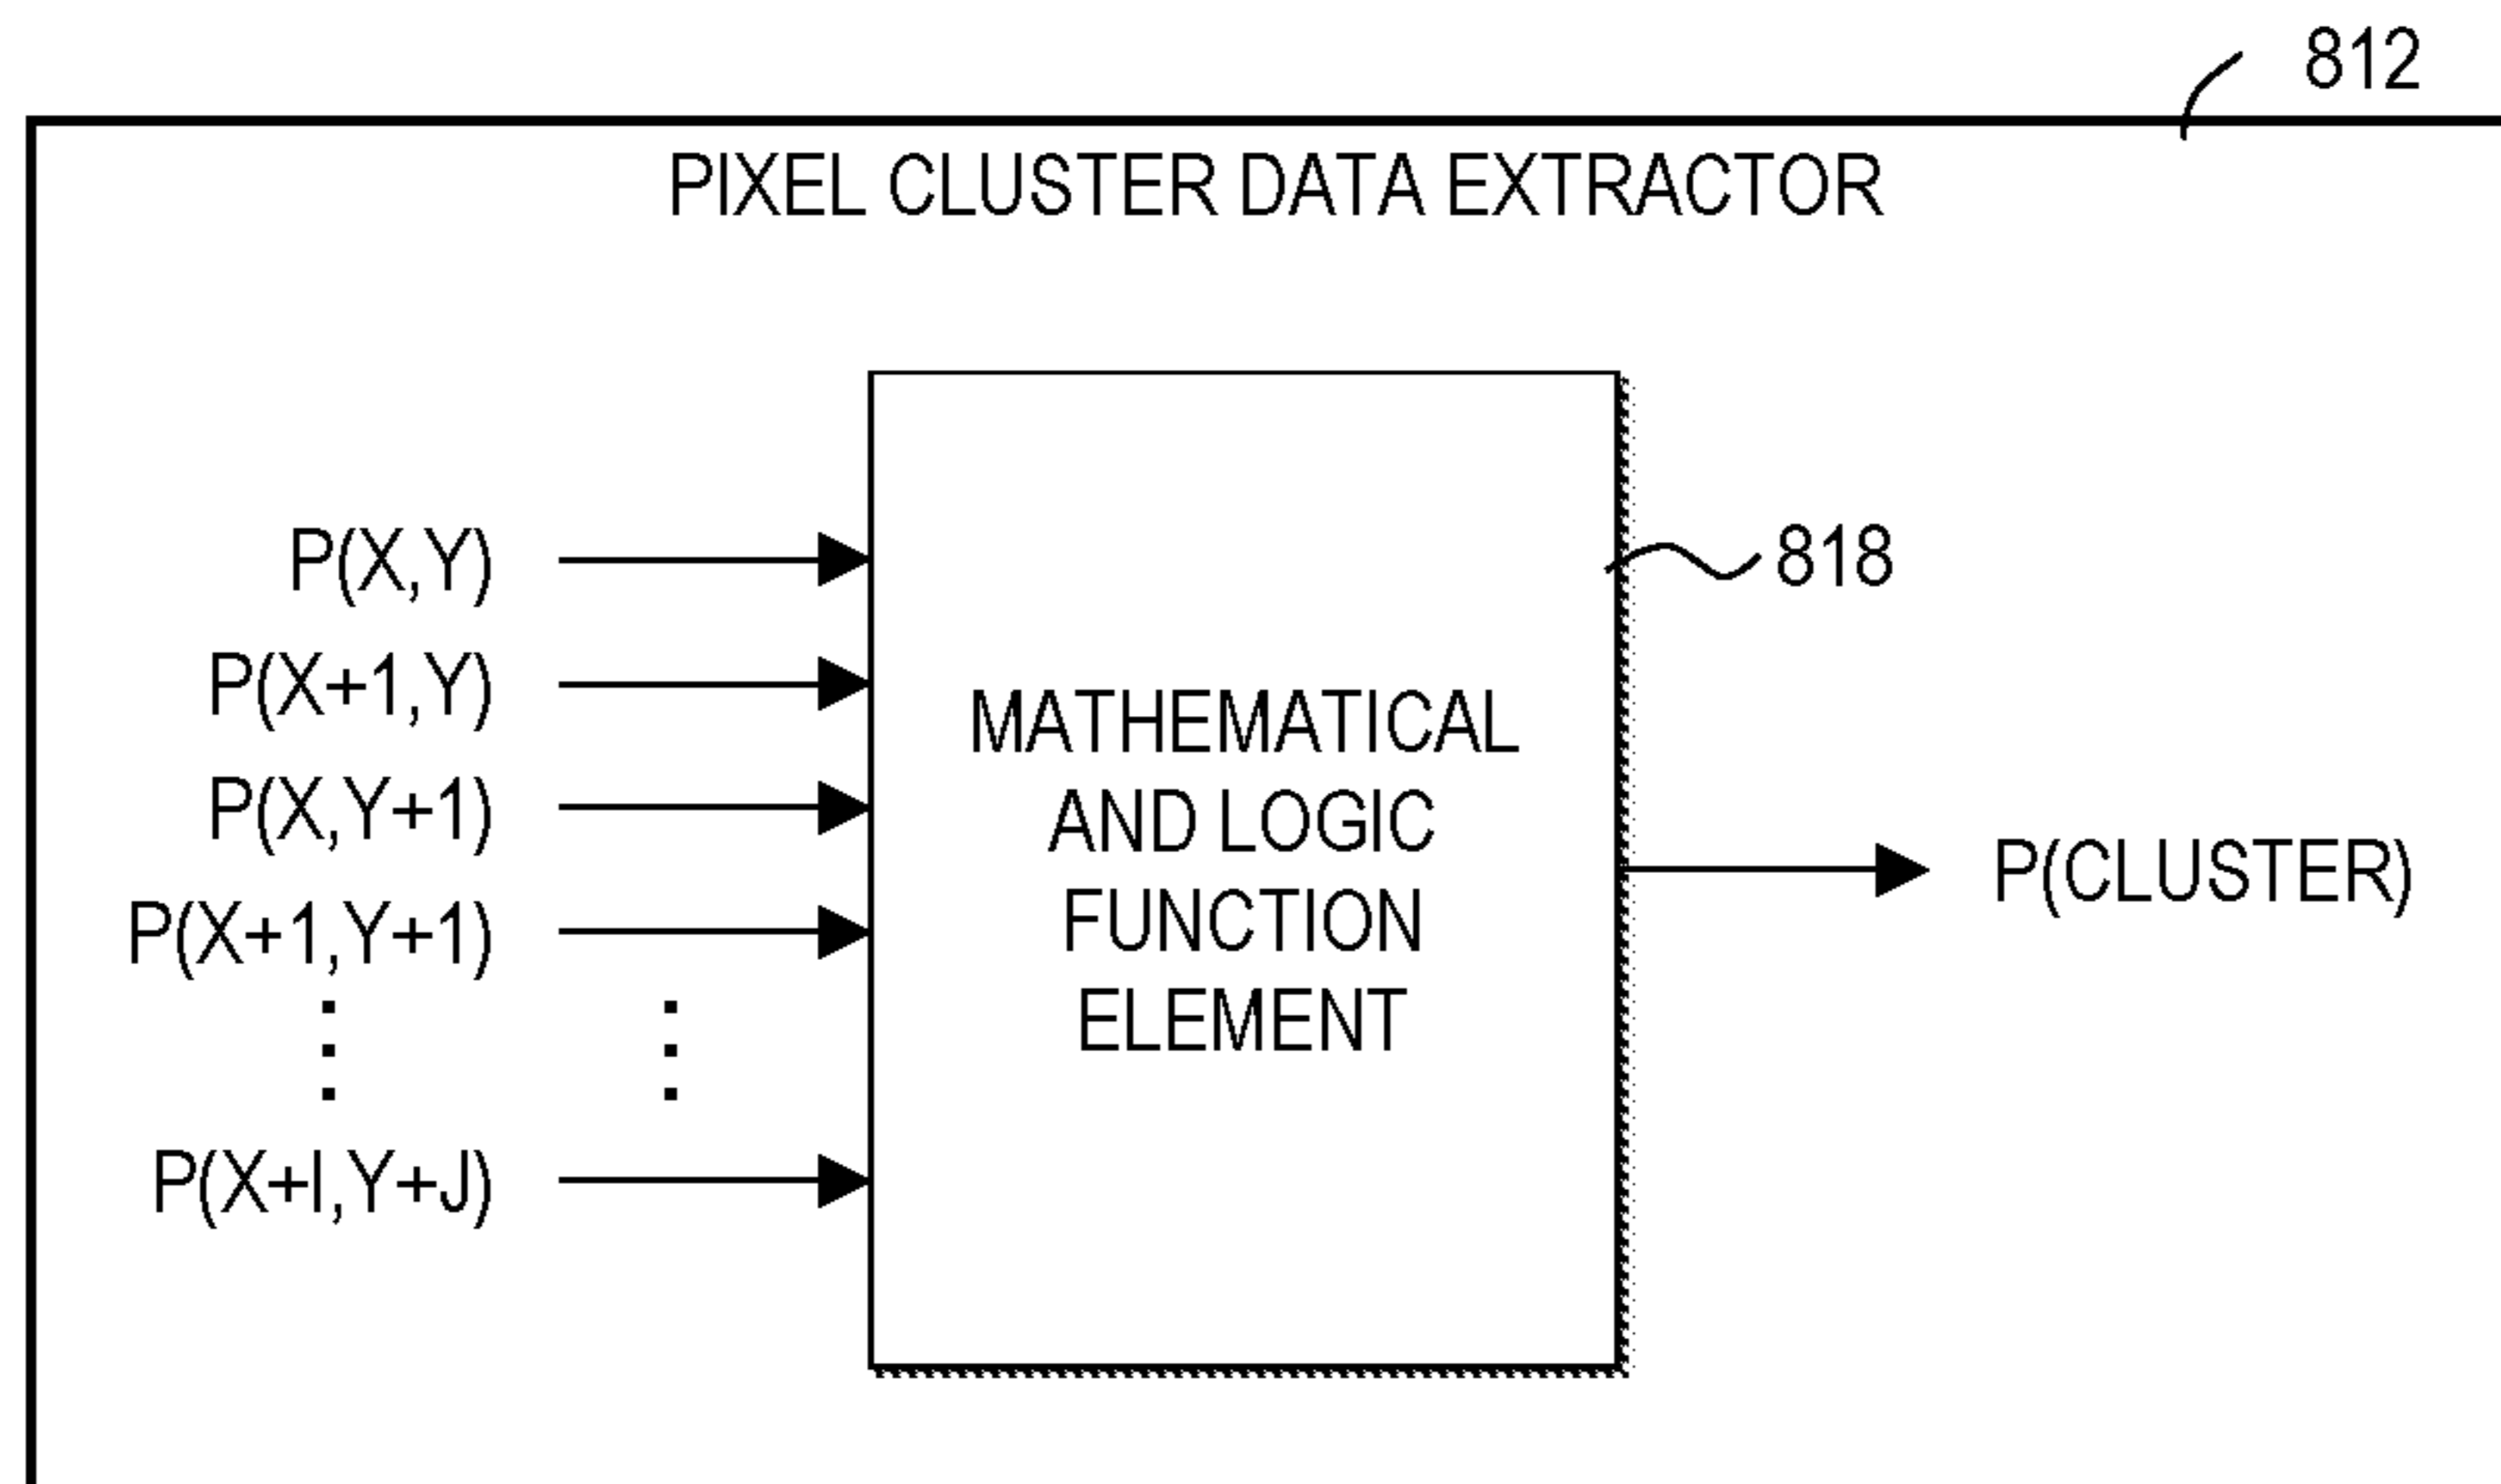 812
PIXEL CLUSTER DATA EXTRACTOR
P(X,Y)
818
P(X+1,Y)
P(X,Y+1)
P(X+1,Y+1)
P(X+I,Y+J)
MATHEMATICAL
AND LOGIC
FUNCTION
ELEMENT
P(CLUSTER)